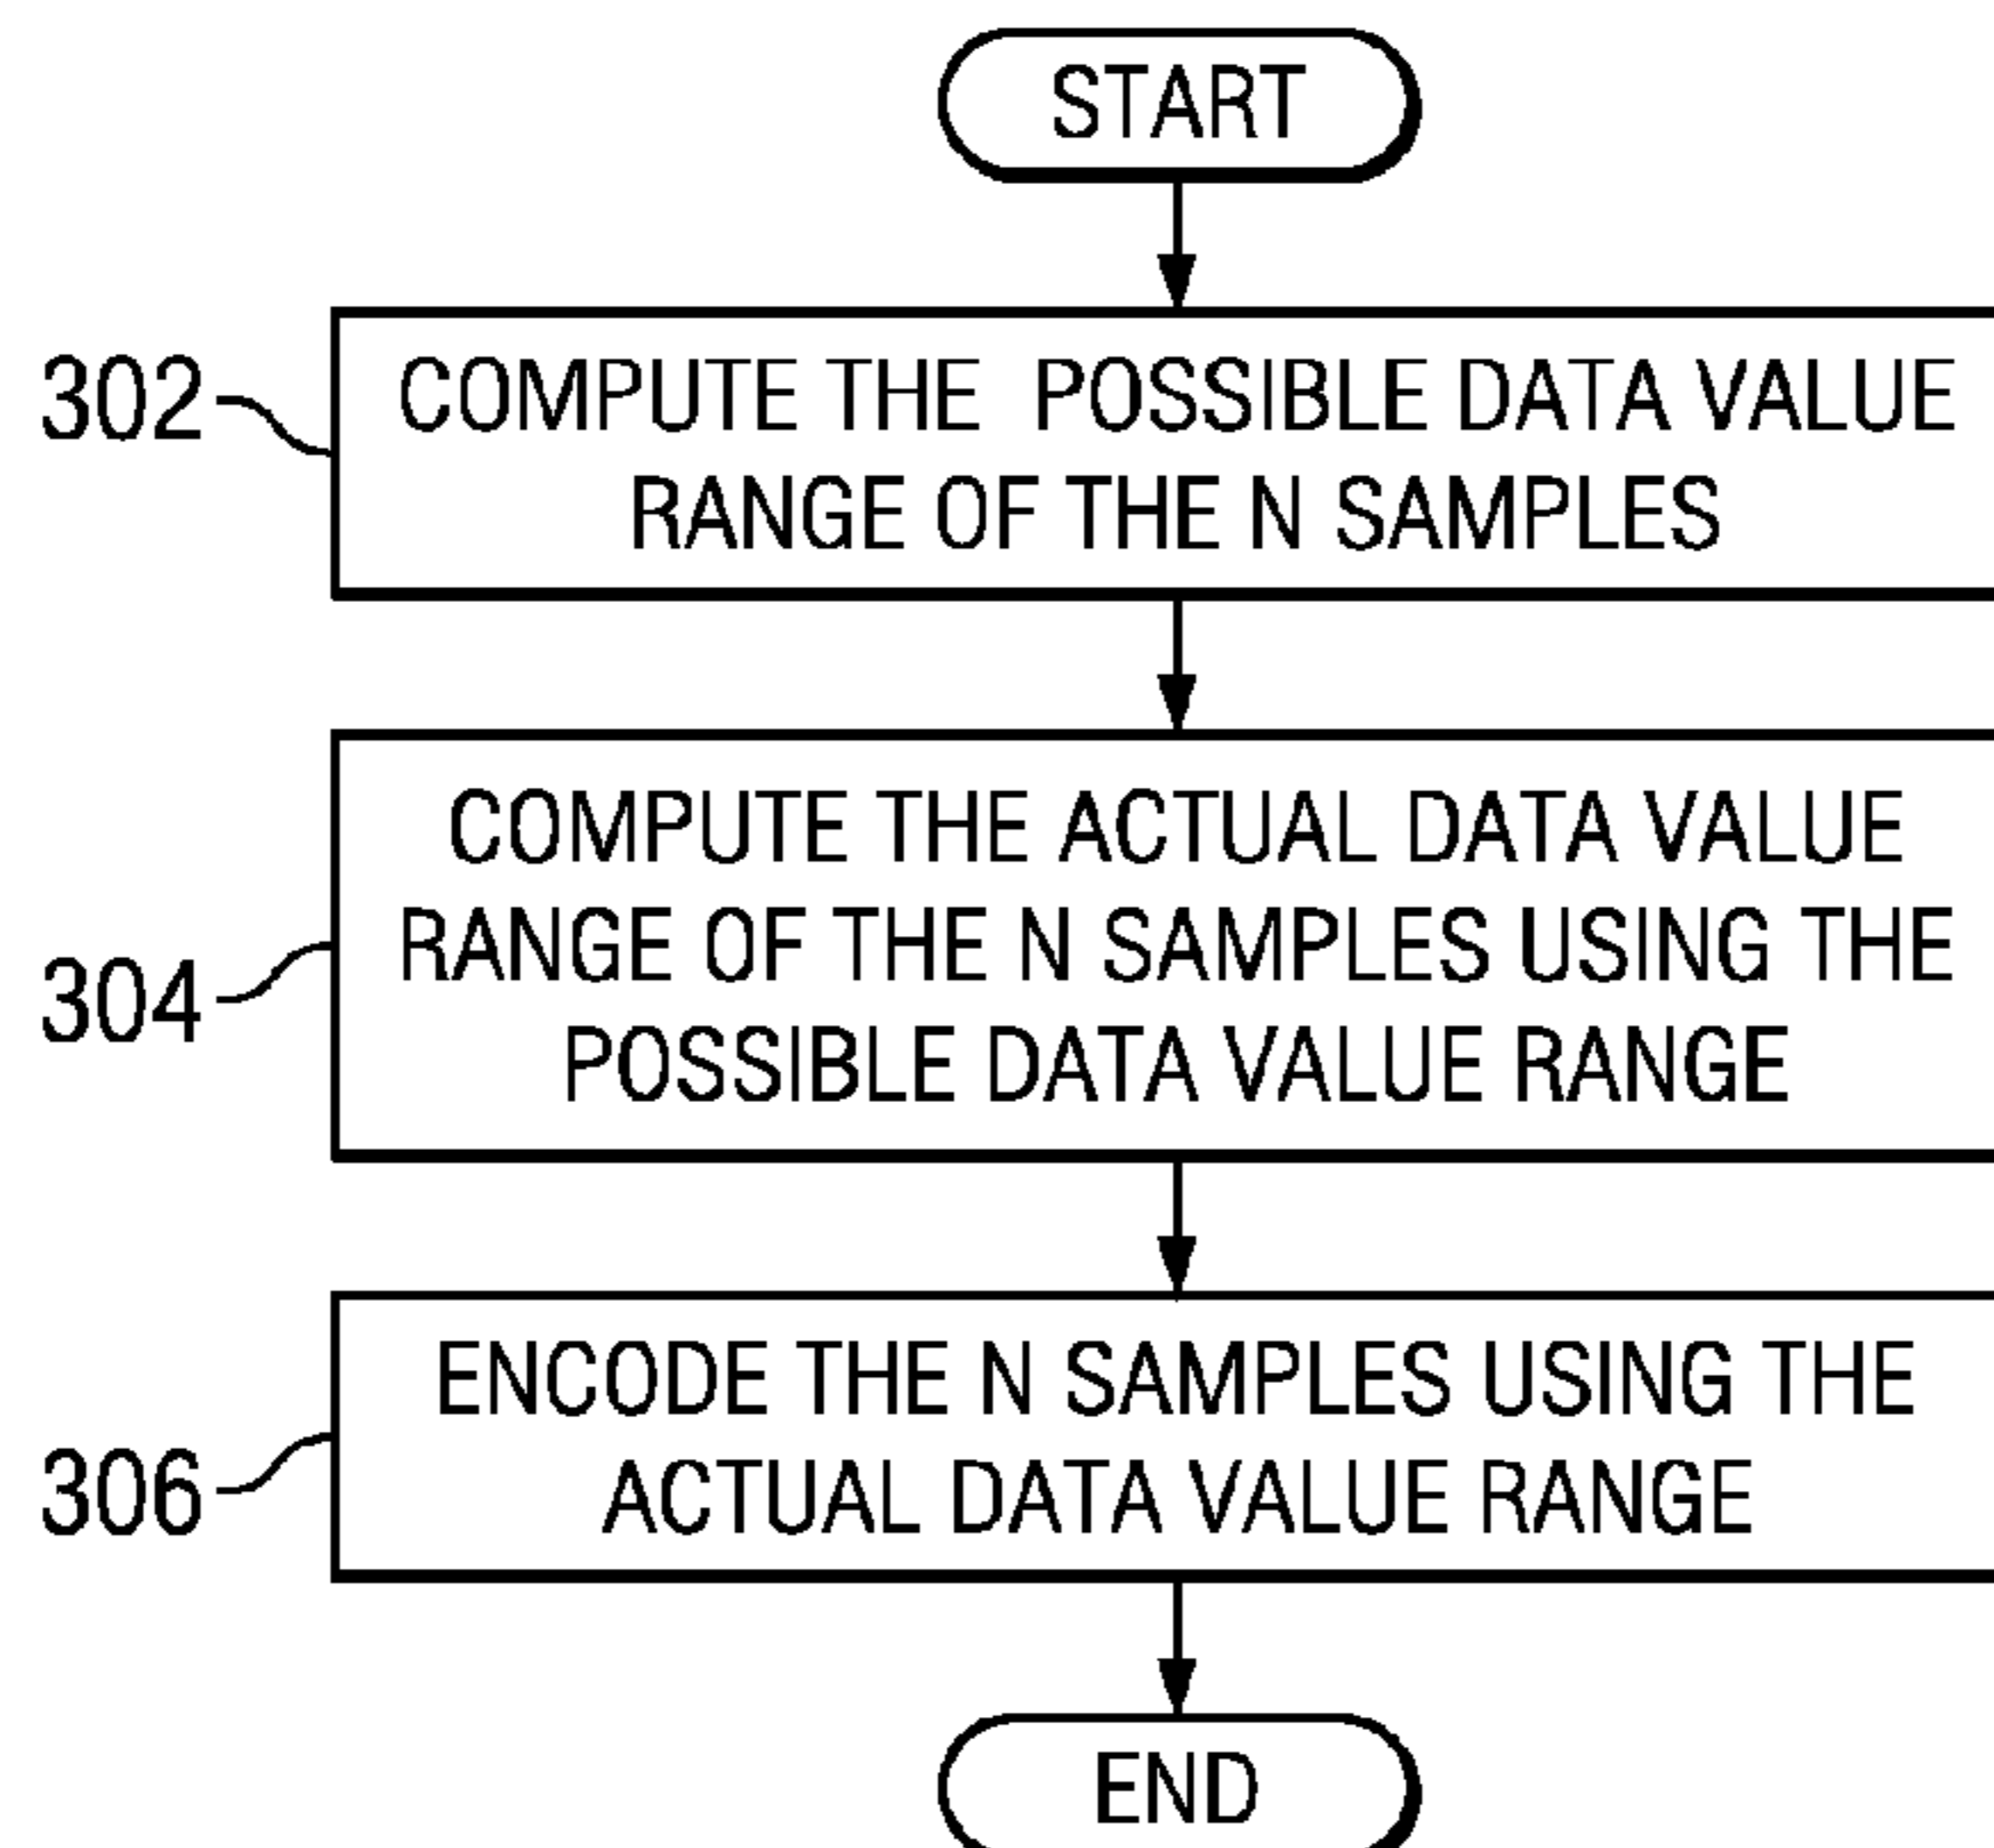 START
302
COMPUTE THE POSSIBLE DATA VALUE
RANGE OF THE N SAMPLES
COMPUTE THE ACTUAL DATA VALUE
RANGE OF THE N SAMPLES USING THE
POSSIBLE DATA VALUE RANGE
304
ENCODE THE N SAMPLES USING THE
ACTUAL DATA VALUE RANGE
306
END